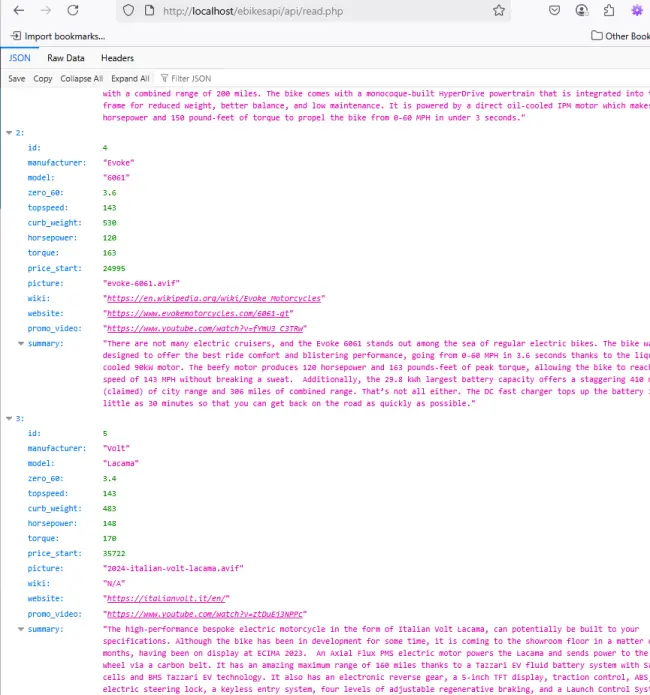 http://localhost/ebikesapi/api/read.php
Import bookmarks... Other Book
JSON Raw Data Headers
Save Copy Collapse All Expand All Filter JSON
with a combined range of 200 miles. The bike comes with a monocoque-built HyperDrive powertrain that is integrated into
frame for reduced weight, better balance, and low maintenance. It is powered by a direct oil-cooled IPM motor which makes
horsepower and 150 pound-feet of torque to propel the bike from 0-60 MPH in under 3 seconds."
2:
id: 4
manufacturer: "Evoke"
model: "6061"
zero_60: 3.6
topspeed: 143
curb_weight: 530
horsepower: 120
torque: 163
price_start: 24995
picture: "evoke-6061.avif"
wiki: "https://en.wikipedia.org/wiki/Evoke_Motorcycles"
website: "https://www.evokemotorcycles.com/6061-gt"
promo_video: "https://www.youtube.com/watch?v=fYMU3_C3TRw"
summary: "There are not many electric cruisers, and the Evoke 6061 stands out among the sea of regular electric bikes. The bike wa
designed to offer the best ride comfort and blistering performance, going from 0-60 MPH in 3.6 seconds thanks to the liq
cooled 90kW motor. The beefy motor produces 120 horsepower and 163 pounds-feet of peak torque, allowing the bike to reac
speed of 143 MPH without breaking a sweat.  Additionally, the 29.8 kWh largest battery capacity offers a staggering 410
(claimed) of city range and 306 miles of combined range. That's not all either. The DC fast charger tops up the battery
little as 30 minutes so that you can get back on the road as quickly as possible."
3:
id: 5
manufacturer: "Volt"
model: "Lacama"
zero_60: 3.4
topspeed: 143
curb_weight: 483
horsepower: 148
torque: 170
price_start: 35722
picture: "2024-italian-volt-lacama.avif"
wiki: "N/A"
website: "https://italianvolt.it/en/"
promo_video: "https://www.youtube.com/watch?v=ztDuEj3NPPc"
summary: "The high-performance bespoke electric motorcycle in the form of Italian Volt Lacama, can potentially be built to your
specifications. Although the bike has been in development for some time, it is coming to the showroom floor in a matter
months, having been on display at ECIMA 2023.  An Axial Flux PMS electric motor powers the Lacama and sends power to the
wheel via a carbon belt. It has an amazing maximum range of 160 miles thanks to a Tazzari EV fluid battery system with
cells and BMS Tazzari EV technology. It also has an electronic reverse gear, a 5-inch TFT display, traction control, ABS
electric steering lock, a keyless entry system, four levels of adjustable regenerative braking, and a Launch Control